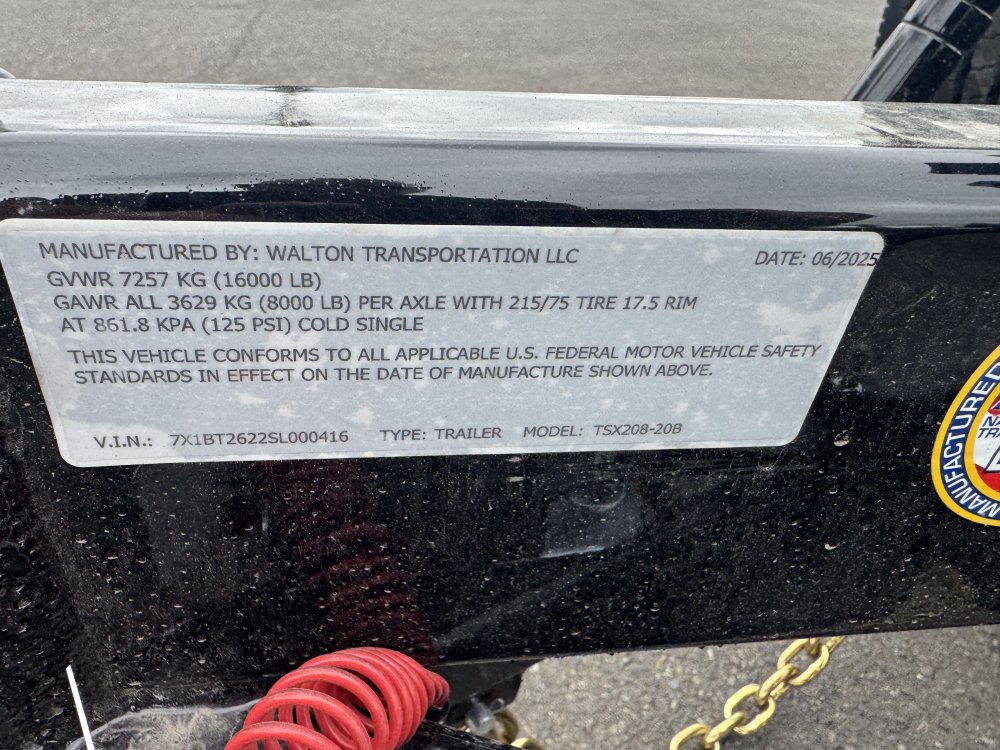 MANUFACTURED BY: WALTON TRANSPORTATION LLC DATE: 06/2025
GVWR 7257 KG (16000 LB)
GAWR ALL 3629 KG (8000 LB) PER AXLE WITH 215/75 TIRE 17.5 RIM
AT 861.8 KPA (125 PSI) COLD SINGLE
THIS VEHICLE CONFORMS TO ALL APPLICABLE U.S. FEDERAL MOTOR VEHICLE SAFETY
STANDARDS IN EFFECT ON THE DATE OF MANUFACTURE SHOWN ABOVE.
V.I.N.: 7X1BT2622SL000416 TYPE: TRAILER MODEL: TSX208-20B
MANUFACTURED